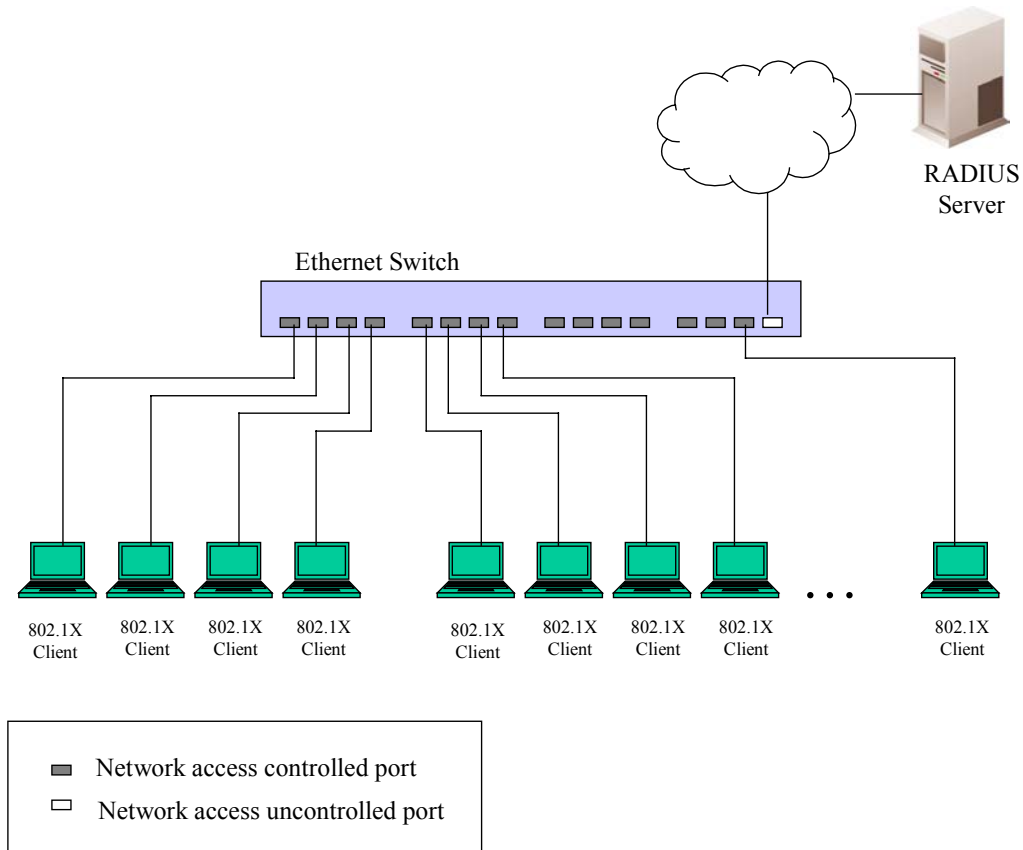 RADIUS
Server
Ethernet Switch
802.1X
Client
802.1X
Client
802.1X
Client
802.1X
Client
802.1X
Client
802.1X
Client
802.1X
Client
802.1X
Client
. . .
802.1X
Client
Network access controlled port
Network access uncontrolled port